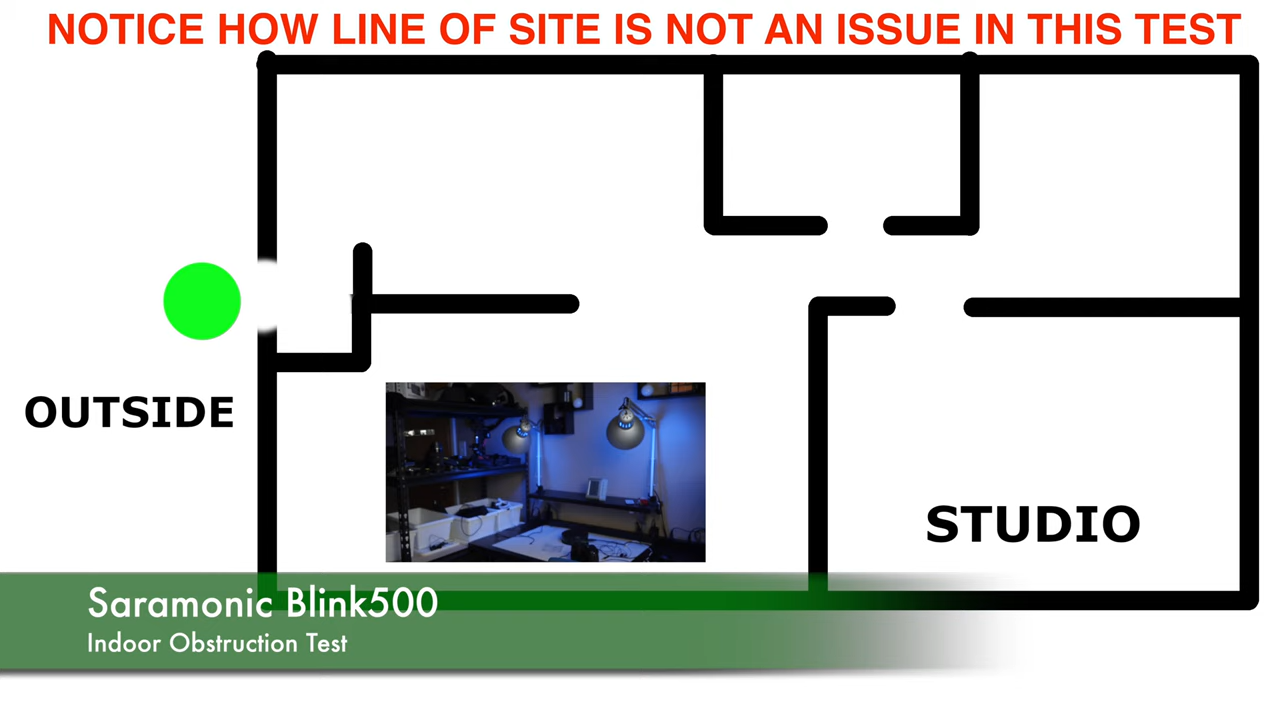 NOTICE HOW LINE OF SITE IS NOT AN ISSUE IN THIS TEST
OUTSIDE
STUDIO
Saramonic Blink500
Indoor Obstruction Test